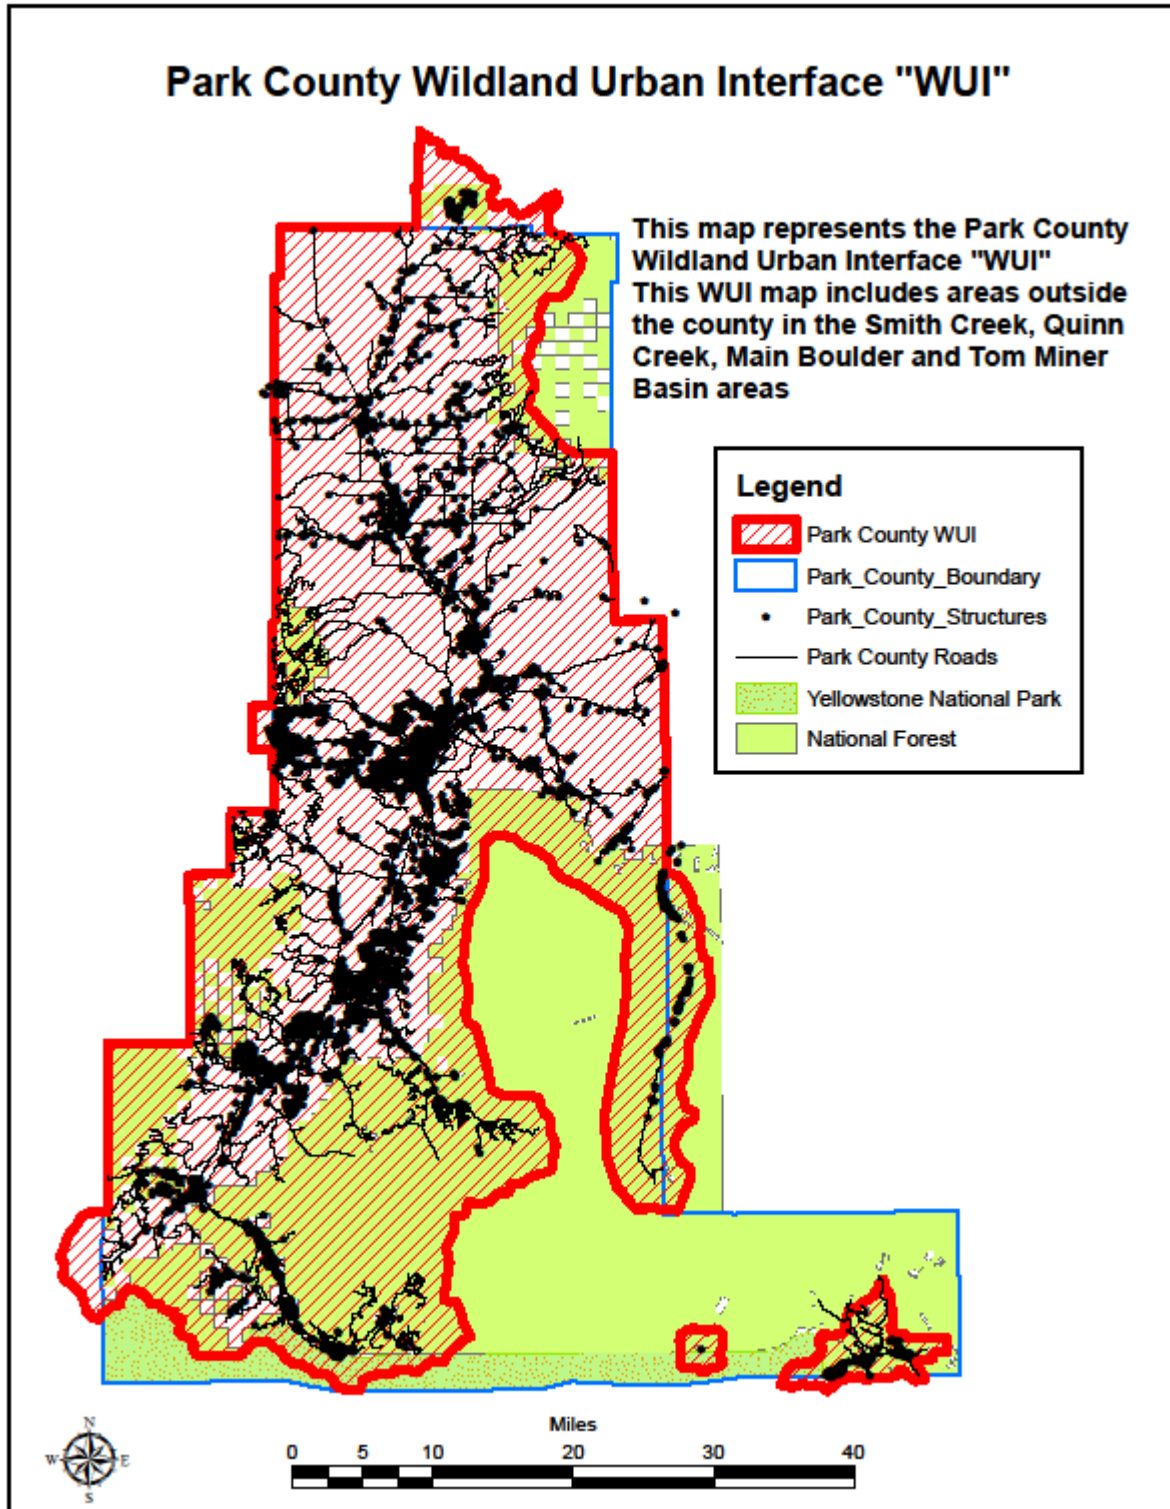 Park County Wildland Urban Interface "WUI"
This map represents the Park County
Wildland Urban Interface "WUI"
This WUI map includes areas outside
the county in the Smith Creek, Quinn
Creek, Main Boulder and Tom Miner
Basin areas
Legend
Park County WUI
Park_County_Boundary
Park_County_Structures
Park County Roads
Yellowstone National Park
National Forest
N
W E
S
Miles
0 5 10 20 30 40